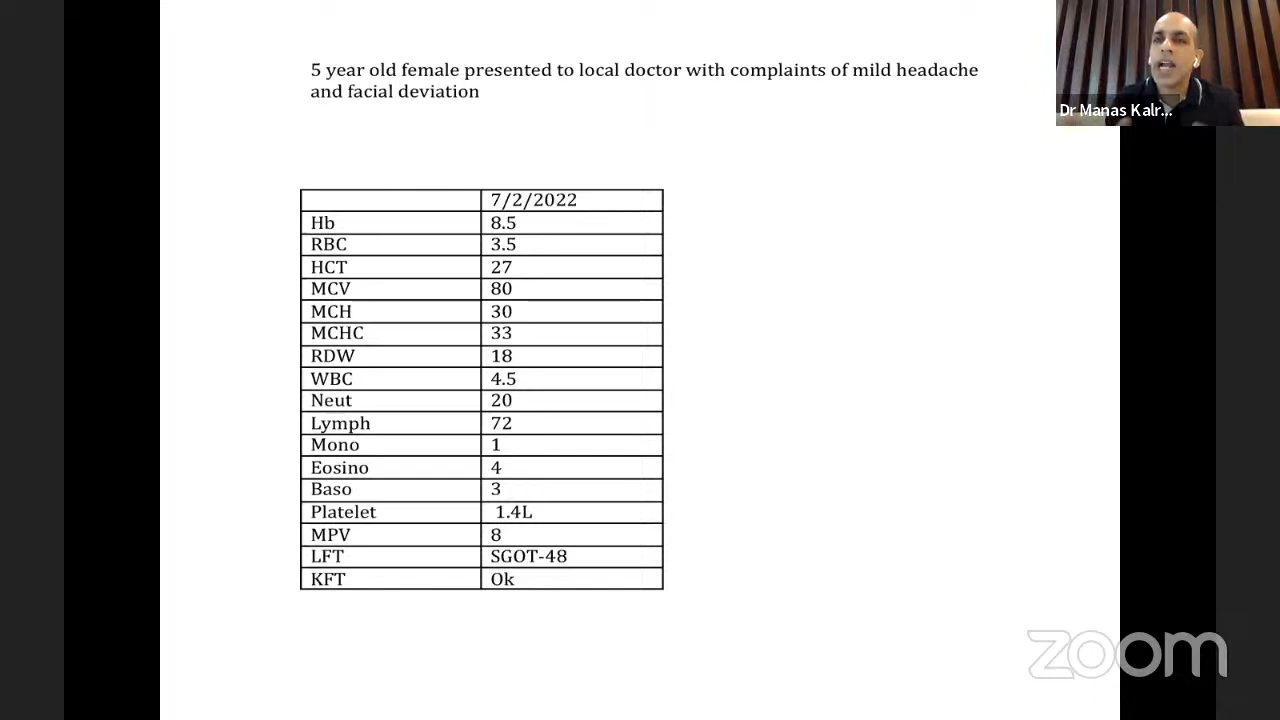 5 year old female presented to local doctor with complaints of mild headache
and facial deviation
Dr Manas Kalr...
7/2/2022
Hb 8.5
RBC 3.5
HCT 27
MCV 80
MCH 30
MCHC 33
RDW 18
WBC 4.5
Neut 20
Lymph 72
Mono 1
Eosino 4
Baso 3
Platelet 1.4L
MPV 8
LFT SGOT-48
KFT Ok
zoom